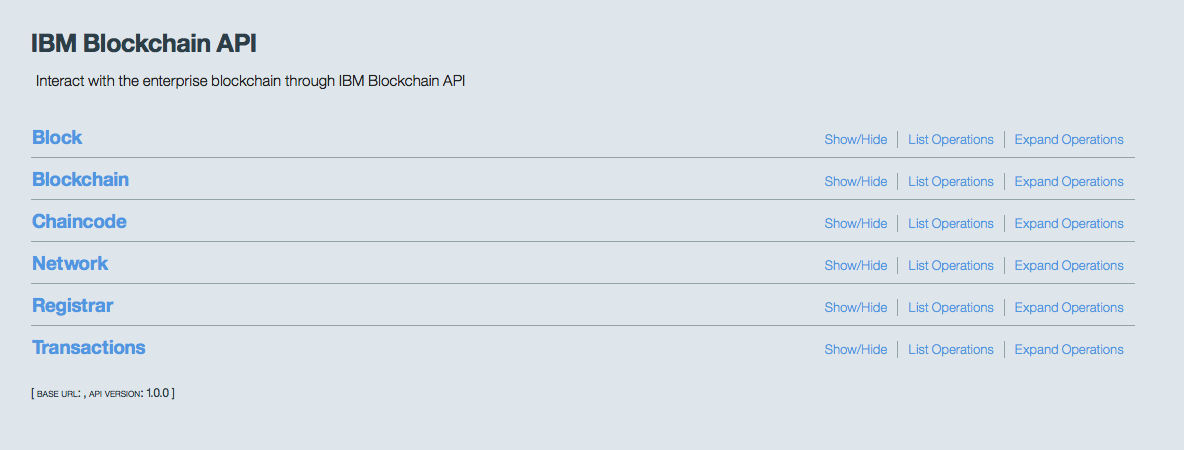 IBM Blockchain API
Interact with the enterprise blockchain through IBM Blockchain API
Block Show/Hide List Operations Expand Operations
Blockchain Show/Hide List Operations Expand Operations
Chaincode Show/Hide List Operations Expand Operations
Network Show/Hide List Operations Expand Operations
Registrar Show/Hide List Operations Expand Operations
Transactions Show/Hide List Operations Expand Operations
[ BASE URL: , API VERSION: 1.0.0 ]